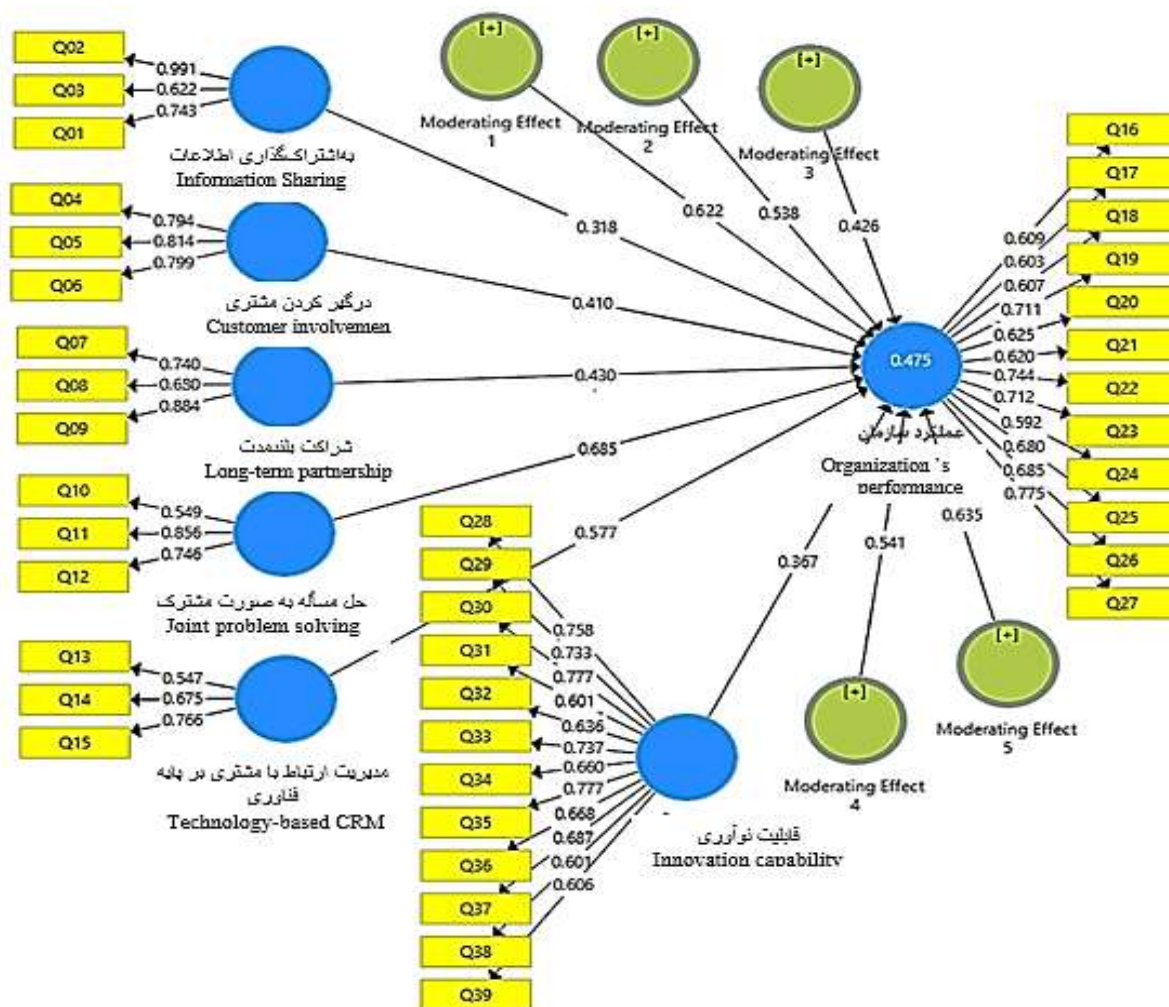 Q02
Q03
Q01
0.991
0.622
0.743
به‌اشتراک‌گذاری اطلاعات
Information Sharing
Q04
Q05
Q06
0.794
0.814
0.799
درگیر کردن مشتری
Customer involvemen
Q07
Q08
Q09
0.740
0.884
شراکت بلندمدت
Long-term partnership
Q10
Q11
Q12
0.549
0.856
0.746
حل مسأله به صورت مشترک
Joint problem solving
Q13
Q14
Q15
0.547
0.675
0.766
مدیریت ارتباط با مشتری بر پایه
فناوری
Technology-based CRM
[+]
Moderating Effect
1
[+]
Moderating Effect
2
[+]
Moderating Effect
3
0.622
0.538
0.426
0.318
0.410
0.430
0.685
0.577
0.475
عملکرد سازمان
Organization 's
performance
0.367
0.541
0.635
Q16
Q17
Q18
Q19
Q20
Q21
Q22
Q23
Q24
Q25
Q26
Q27
0.609
0.603
0.607
0.711
0.625
0.620
0.744
0.712
0.592
0.680
0.685
0.775
Q28
Q29
Q30
Q31
Q32
Q33
Q34
Q35
Q36
Q37
Q38
Q39
0.758
0.733
0.777
0.601
0.636
0.737
0.660
0.777
0.668
0.687
0.601
0.606
قابلیت نوآوری
Innovation capability
[+]
Moderating Effect
4
[+]
Moderating Effect
5